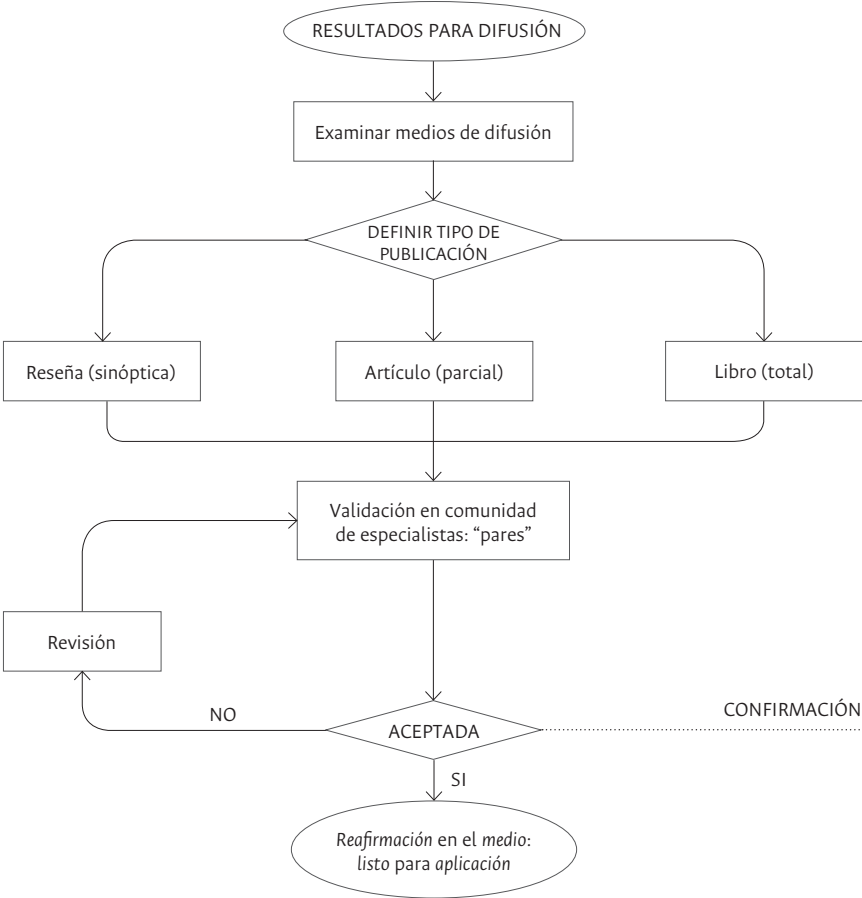 RESULTADOS PARA DIFUSIÓN
Examinar medios de difusión
DEFINIR TIPO DE
PUBLICACIÓN
Reseña (sinóptica)
Artículo (parcial)
Libro (total)
Validación en comunidad
de especialistas: “pares”
Revisión
NO
ACEPTADA
CONFIRMACIÓN
SI
Reafirmación en el medio:
listo para aplicación